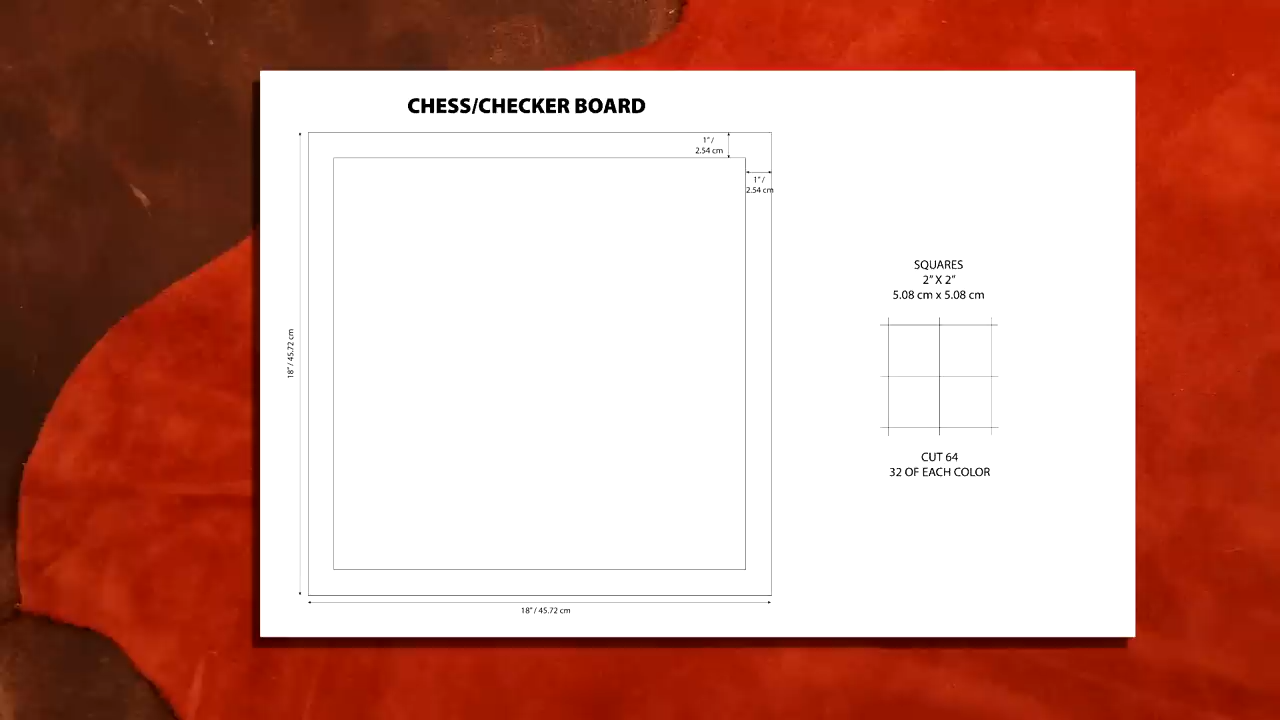 CHESS/CHECKER BOARD
1”/
2.54 cm
1”/
2.54 cm
18”/ 45.72 cm
18”/ 45.72 cm
SQUARES
2” X 2”
5.08 cm x 5.08 cm
CUT 64
32 OF EACH COLOR